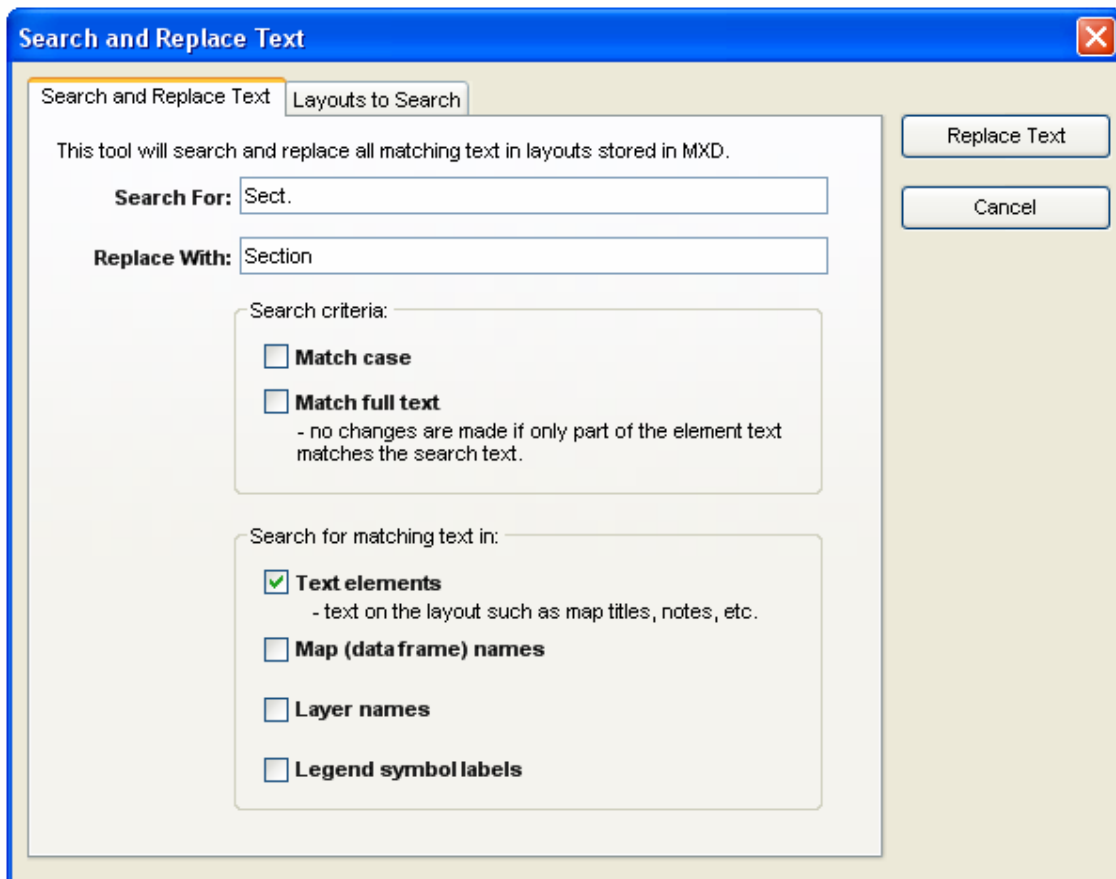 Search and Replace Text
Search and Replace Text
Layouts to Search
This tool will search and replace all matching text in layouts stored in MXD.
Search For: Sect.
Replace With: Section
Search criteria:
Match case
Match full text
- no changes are made if only part of the element text
matches the search text.
Search for matching text in:
Text elements
- text on the layout such as map titles, notes, etc.
Map (data frame) names
Layer names
Legend symbol labels
Replace Text
Cancel